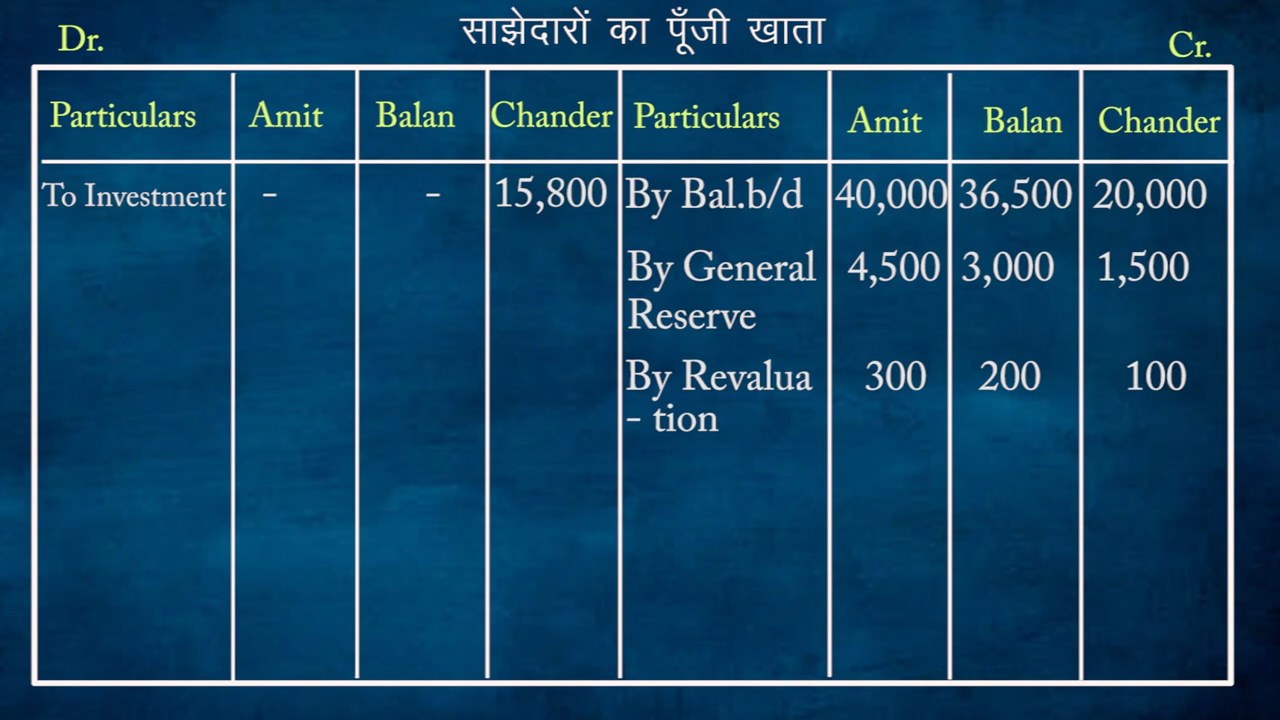 साझेदारों का पूँजी खाता
Dr. Cr.
Particulars Amit Balan Chander Particulars Amit Balan Chander
To Investment - - 15,800 By Bal.b/d 40,000 36,500 20,000
By General 4,500 3,000 1,500
Reserve
By Revalua 300 200 100
- tion